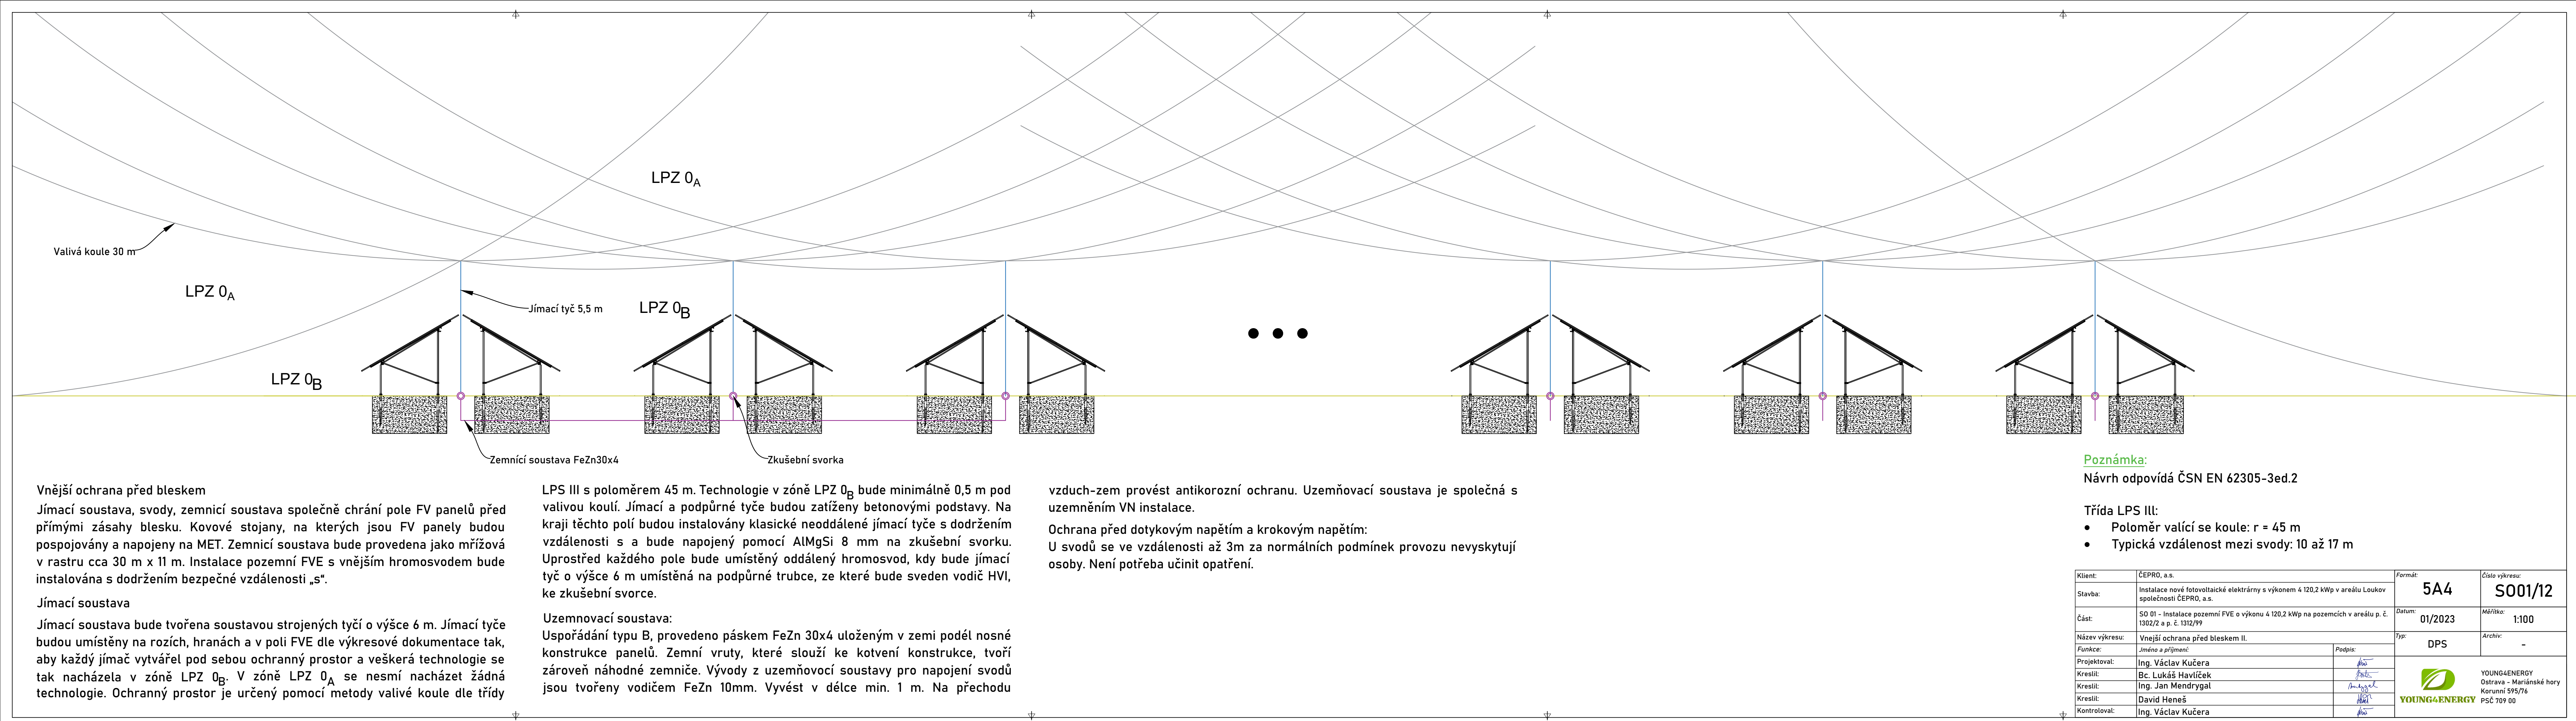 LPZ 0A
Valivá koule 30 m
LPZ 0A
Jímací tyč 5,5 m
LPZ 0B
LPZ 0B
Zemnící soustava FeZn30x4
Zkušební svorka
Vnější ochrana před bleskem
Jímací soustava, svody, zemnicí soustava společně chrání pole FV panelů před
přímými zásahy blesku. Kovové stojany, na kterých jsou FV panely budou
pospojovány a napojeny na MET. Zemnicí soustava bude provedena jako mřížová
v rastru cca 30 m x 11 m. Instalace pozemní FVE s vnějším hromosvodem bude
instalována s dodržením bezpečné vzdálenosti „s“.
Jímací soustava
Jímací soustava bude tvořena soustavou strojených tyčí o výšce 6 m. Jímací tyče
budou umístěny na rozích, hranách a v poli FVE dle výkresové dokumentace tak,
aby každý jímač vytvářel pod sebou ochranný prostor a veškerá technologie se
tak nacházela v zóně LPZ 0B. V zóně LPZ 0A se nesmí nacházet žádná
technologie. Ochranný prostor je určený pomocí metody valivé koule dle třídy
LPS III s poloměrem 45 m. Technologie v zóně LPZ 0B bude minimálně 0,5 m pod
valivou koulí. Jímací a podpůrné tyče budou zatíženy betonovými podstavy. Na
kraji těchto polí budou instalovány klasické neoddálené jímací tyče s dodržením
vzdálenosti s a bude napojený pomocí AlMgSi 8 mm na zkušební svorku.
Uprostřed každého pole bude umístěný oddálený hromosvod, kdy bude jímací
tyč o výšce 6 m umístěná na podpůrné trubce, ze které bude sveden vodič HVI,
ke zkušební svorce.
Uzemnovací soustava:
Uspořádání typu B, provedeno páskem FeZn 30x4 uloženým v zemi podél nosné
konstrukce panelů. Zemní vruty, které slouží ke kotvení konstrukce, tvoří
zároveň náhodné zemniče. Vývody z uzemňovací soustavy pro napojení svodů
jsou tvořeny vodičem FeZn 10mm. Vyvést v délce min. 1 m. Na přechodu
vzduch-zem provést antikorozní ochranu. Uzemňovací soustava je společná s
uzemněním VN instalace.
Ochrana před dotykovým napětím a krokovým napětím:
U svodů se ve vzdálenosti až 3m za normálních podmínek provozu nevyskytují
osoby. Není potřeba učinit opatření.
Poznámka:
Návrh odpovídá ČSN EN 62305-3ed.2
Třída LPS III:
• Poloměr valící se koule: r = 45 m
• Typická vzdálenost mezi svody: 10 až 17 m
Klient: ČEPRO, a.s.
Stavba: Instalace nové fotovoltaické elektrárny s výkonem 4 120,2 kWp v areálu Loukov
společnosti ČEPRO, a.s.
Část: SO 01 - Instalace pozemní FVE o výkonu 4 120,2 kWp na pozemcích v areálu p. č.
1302/2 a p. č. 1312/99
Název výkresu: Vnejší ochrana před bleskem II.
Funkce: Jméno a příjmení: Podpis:
Projektoval: Ing. Václav Kučera
Kreslil: Bc. Lukáš Havlíček
Kreslil: Ing. Jan Mendrygal
Kreslil: David Heneš
Kontroloval: Ing. Václav Kučera
Formát: 5A4
Číslo výkresu: SO01/12
Datum: 01/2023
Měřítko: 1:100
Typ: DPS
Archiv: -
YOUNG4ENERGY
YOUNG4ENERGY
Ostrava - Mariánské hory
Korunní 595/76
PSČ 709 00